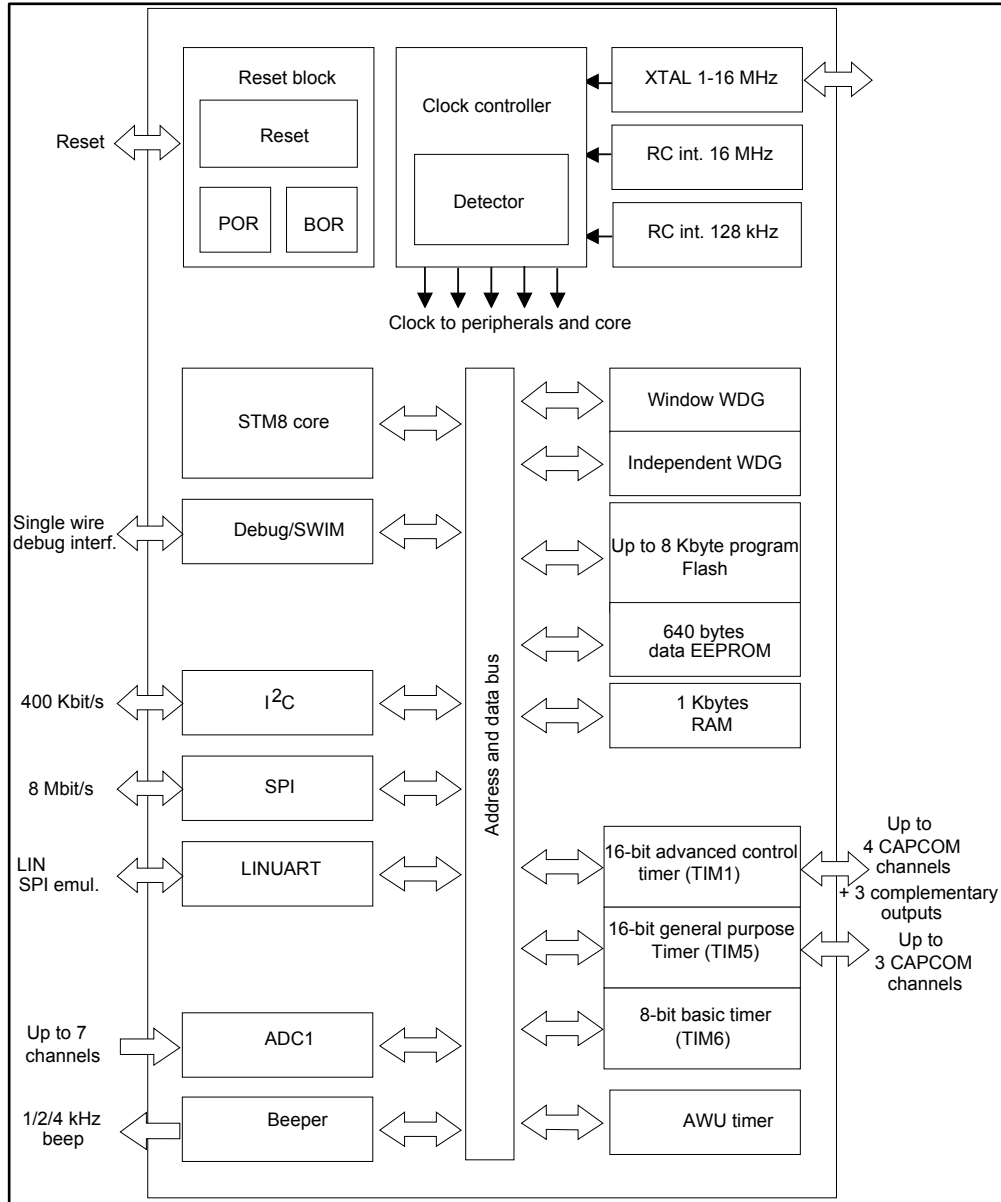 Reset block
Reset
POR
BOR
Reset
Clock controller
Detector
XTAL 1-16 MHz
RC int. 16 MHz
RC int. 128 kHz
Clock to peripherals and core
STM8 core
Single wire
debug interf.
Debug/SWIM
400 Kbit/s
I²C
8 Mbit/s
SPI
LIN
SPI emul.
LINUART
Up to 7
channels
ADC1
1/2/4 kHz
beep
Beeper
Address and data bus
Window WDG
Independent WDG
Up to 8 Kbyte program
Flash
640 bytes
data EEPROM
1 Kbytes
RAM
16-bit advanced control
timer (TIM1)
Up to
4 CAPCOM
channels
+ 3 complementary
outputs
16-bit general purpose
Timer (TIM5)
Up to
3 CAPCOM
channels
8-bit basic timer
(TIM6)
AWU timer